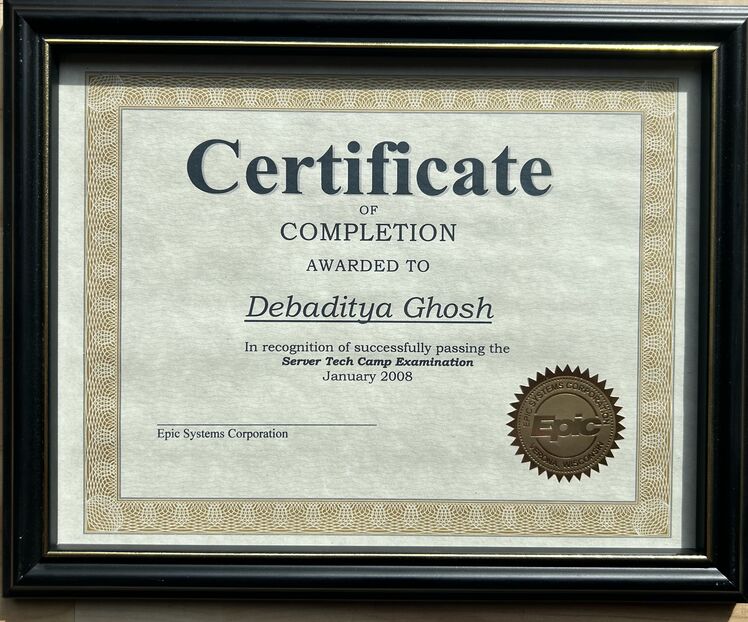 Certificate
OF
COMPLETION
AWARDED TO
Debaditya Ghosh
In recognition of successfully passing the
Server Tech Camp Examination
January 2008
Epic Systems Corporation
EPIC SYSTEMS CORPORATION
Epic
VERONA, WISCONSIN